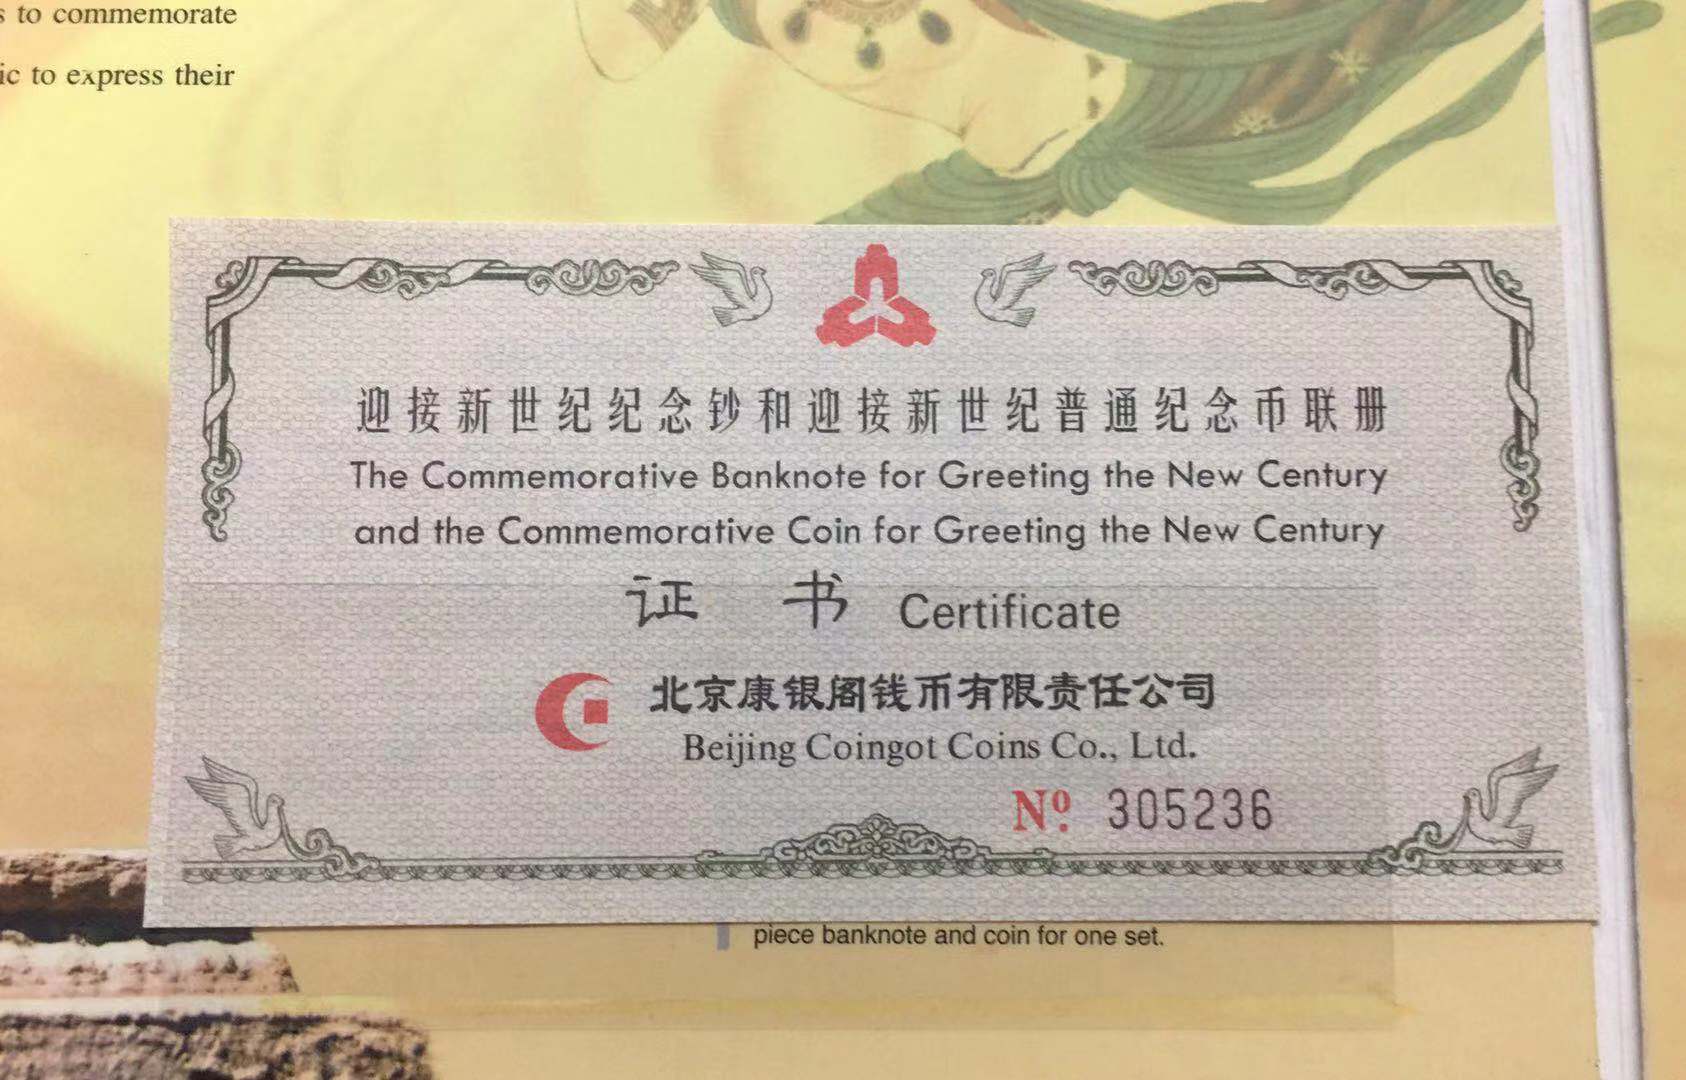 s to commemorate
ic to express their
迎接新世纪纪念钞和迎接新世纪普通纪念币联册
The Commemorative Banknote for Greeting the New Century
and the Commemorative Coin for Greeting the New Century
证 书 Certificate
北京康银阁钱币有限责任公司
Beijing Coingot Coins Co., Ltd.
Nº. 305236
piece banknote and coin for one set.